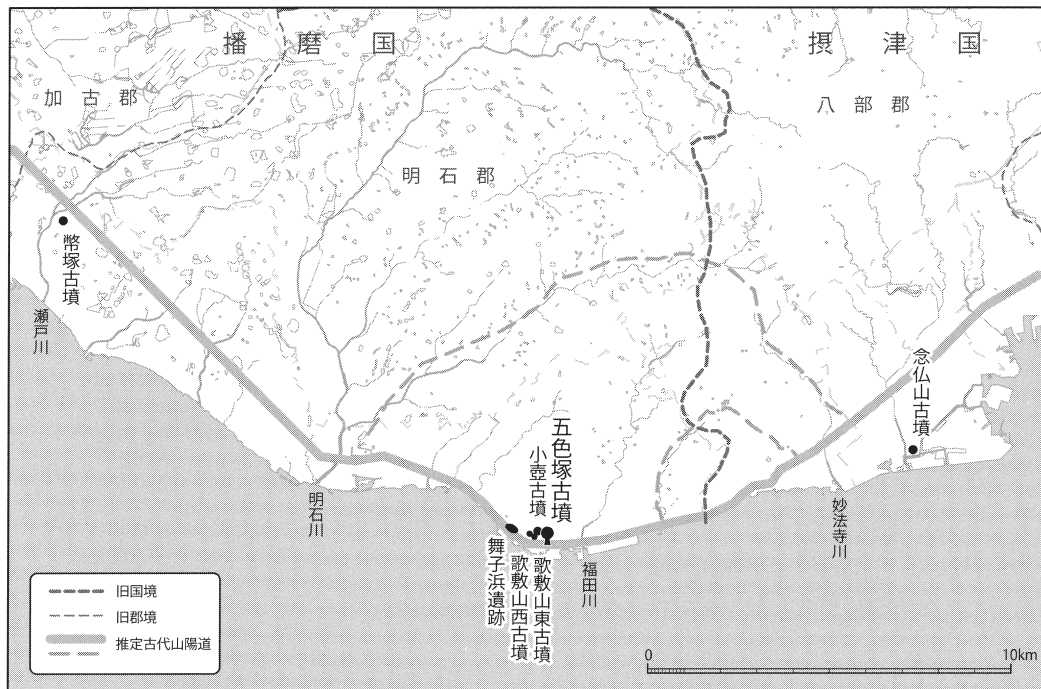 播磨国
摂津国
加古郡
八部郡
明石郡
幣塚古墳
瀬戸川
念仏山古墳
五色塚古墳
小壺古墳
明石川
妙法寺川
舞子浜遺跡
歌敷山西古墳
歌敷山東古墳
福田川
旧国境
旧郡境
推定古代山陽道
0 10km